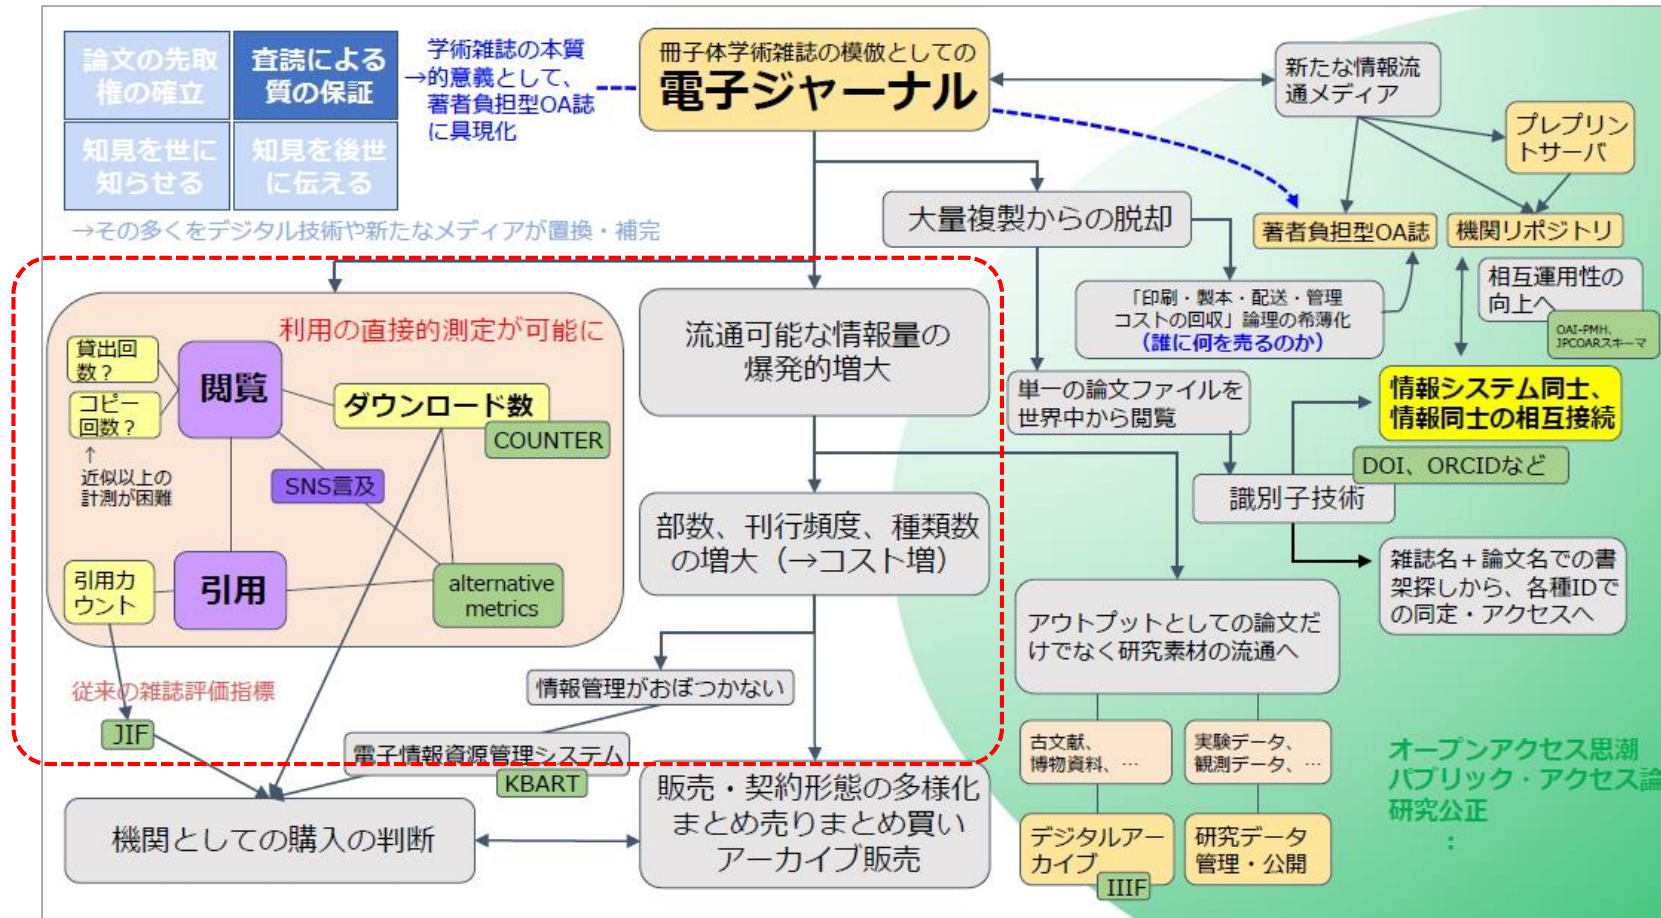 論文の先取
権の確立
査読による
質の保証
知見を世に
知らせる
知見を後世
に伝える
学術雑誌の本質
→的意義として、
著者負担型OA誌
に具現化
→その多くをデジタル技術や新たなメディアが置換・補完
冊子体学術雑誌の模倣としての
電子ジャーナル
新たな情報流
通メディア
プレプリン
トサーバ
大量複製からの脱却
著者負担型OA誌
機関リポジトリ
「印刷・製本・配送・管理
コストの回収」論理の希薄化
（誰に何を売るのか）
相互運用性の
向上へ
OAI-PMH、
JPCOARスキーマ
利用の直接的測定が可能に
貸出回
数？
コピー
回数？
↑
近似以上の
計測が困難
閲覧
ダウンロード数
COUNTER
SNS言及
引用カ
ウント
引用
alternative
metrics
従来の雑誌評価指標
JIF
流通可能な情報量の
爆発的増大
単一の論文ファイルを
世界中から閲覧
情報システム同士、
情報同士の相互接続
DOI、ORCIDなど
識別子技術
部数、刊行頻度、種類数
の増大（→コスト増）
雑誌名＋論文名での書
架探しから、各種IDで
の同定・アクセスへ
アウトプットとしての論文だ
けでなく研究素材の流通へ
情報管理がおぼつかない
電子情報資源管理システム
KBART
古文献、
博物資料、…
実験データ、
観測データ、…
機関としての購入の判断
販売・契約形態の多様化
まとめ売りまとめ買い
アーカイブ販売
デジタルアー
カイブ
IIIF
研究データ
管理・公開
オープンアクセス思潮
パブリック・アクセス論
研究公正
：